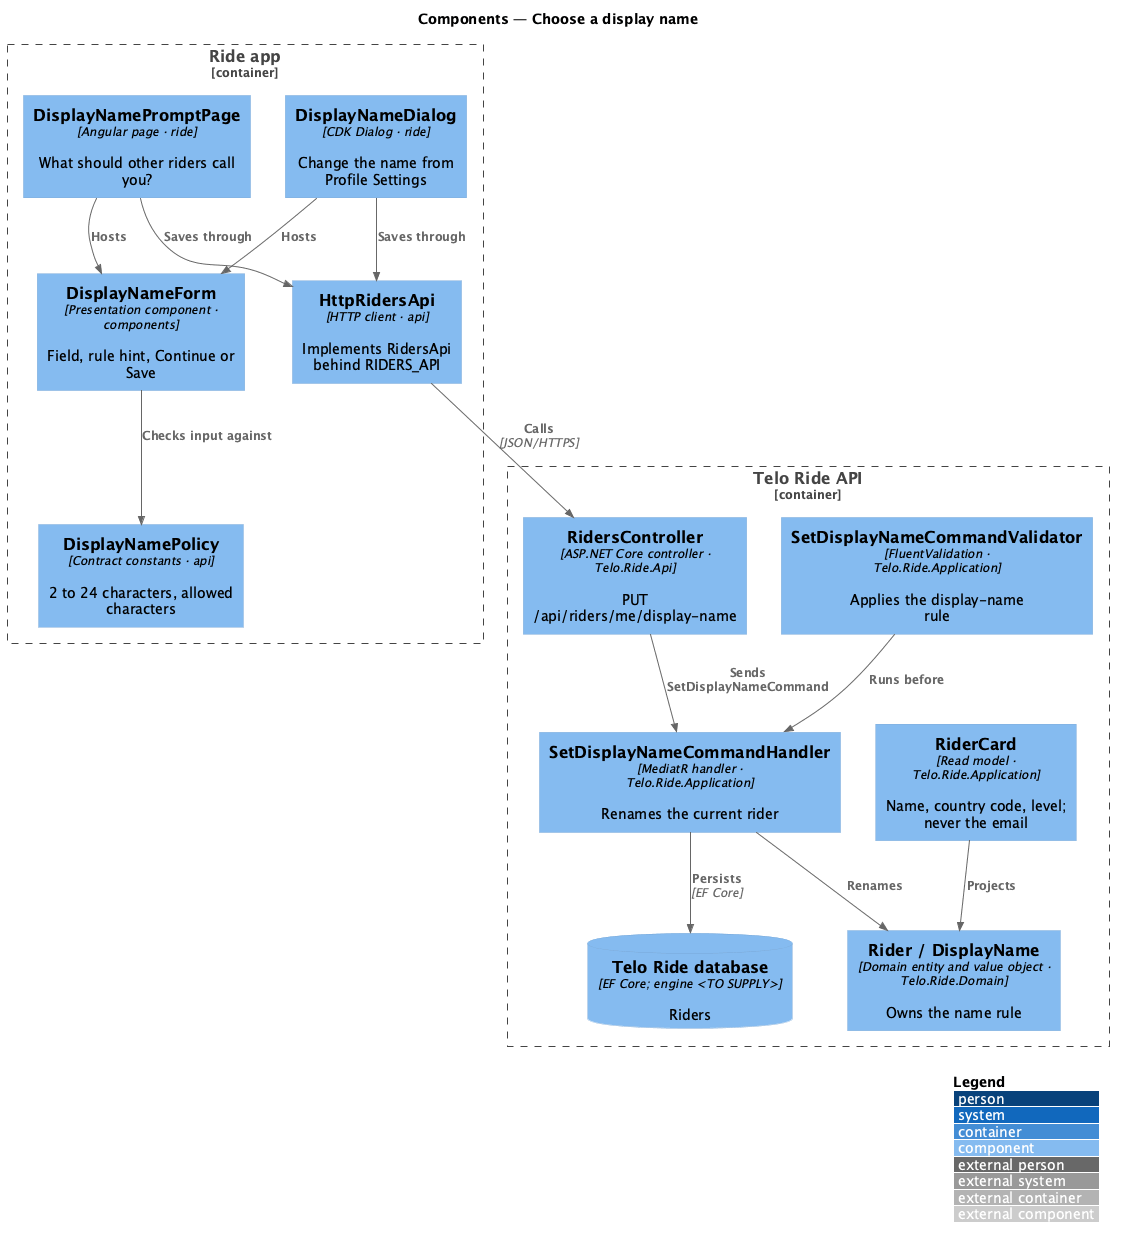 Components — Choose a display name
Ride app
[container]
DisplayNamePromptPage
[Angular page · ride]
What should other riders call
you?
DisplayNameDialog
[CDK Dialog · ride]
Change the name from
Profile Settings
Hosts
Saves through
Hosts
Saves through
DisplayNameForm
[Presentation component ·
components]
Field, rule hint, Continue or
Save
HttpRidersApi
[HTTP client · api]
Implements RidersApi
behind RIDERS_API
Checks input against
Calls
[JSON/HTTPS]
DisplayNamePolicy
[Contract constants · api]
2 to 24 characters, allowed
characters
Telo Ride API
[container]
RidersController
[ASP.NET Core controller ·
Telo.Ride.Api]
PUT
/api/riders/me/display-name
SetDisplayNameCommandValidator
[FluentValidation ·
Telo.Ride.Application]
Applies the display-name
rule
Sends
SetDisplayNameCommand
Runs before
SetDisplayNameCommandHandler
[MediatR handler ·
Telo.Ride.Application]
Renames the current rider
RiderCard
[Read model ·
Telo.Ride.Application]
Name, country code, level;
never the email
Persists
[EF Core]
Renames
Projects
Telo Ride database
[EF Core; engine <TO SUPPLY>]
Riders
Rider / DisplayName
[Domain entity and value object ·
Telo.Ride.Domain]
Owns the name rule
Legend
person
system
container
component
external person
external system
external container
external component